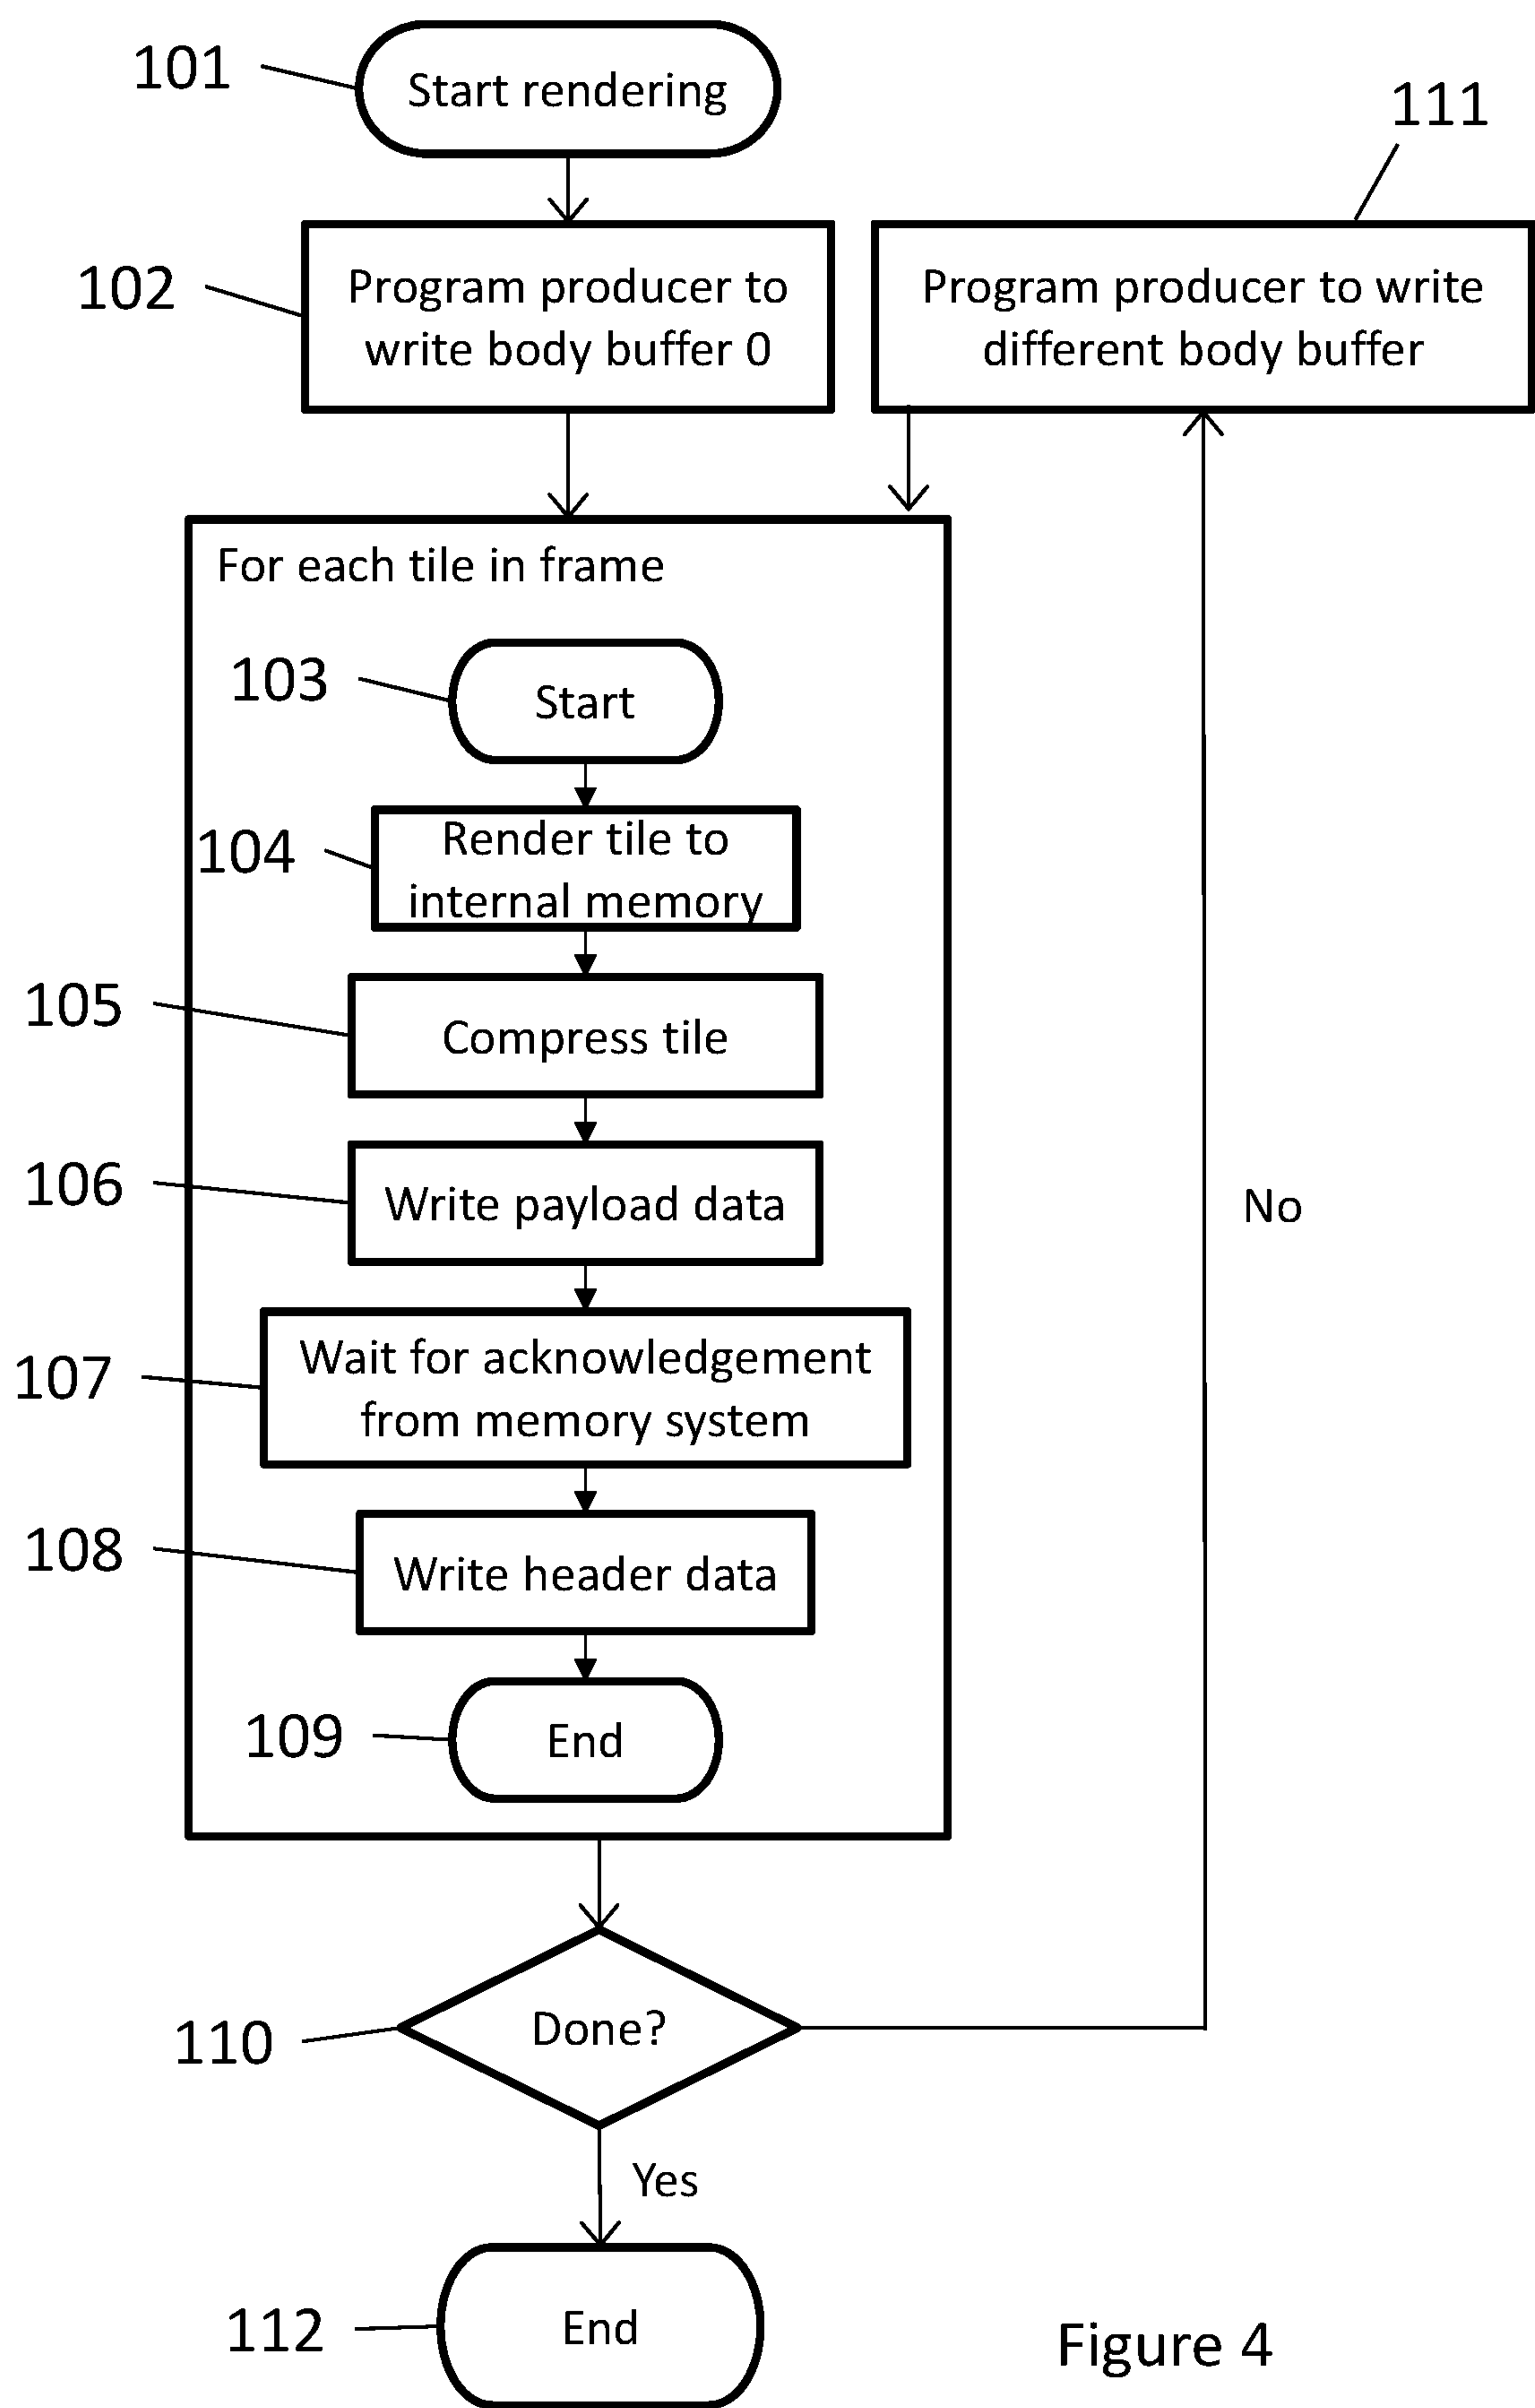 101
Start rendering
111
102
Program producer to
write body buffer 0
Program producer to write
different body buffer
For each tile in frame
103
Start
104
Render tile to
internal memory
105
Compress tile
106
Write payload data
No
107
Wait for acknowledgement
from memory system
108
Write header data
109
End
110
Done?
Yes
112
End
Figure 4